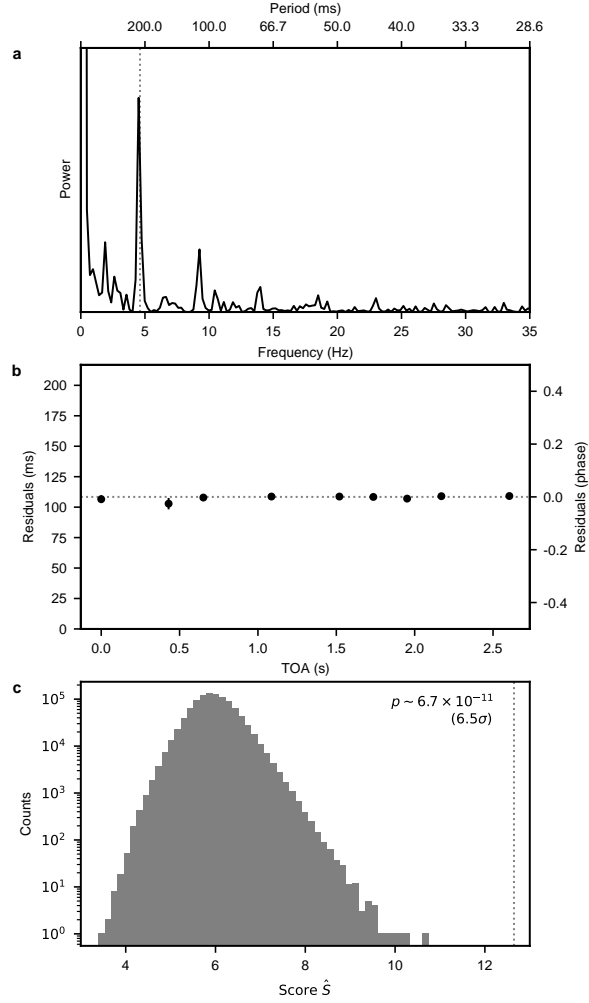 Period (ms)
200.0 100.0 66.7 50.0 40.0 33.3 28.6
a
Power
0 5 10 15 20 25 30 35
Frequency (Hz)
b
200
175
150
125
100
75
50
25
0
Residuals (ms)
0.4
0.2
0.0
-0.2
-0.4
Residuals (phase)
0.0 0.5 1.0 1.5 2.0 2.5
TOA (s)
c
p ~ 6.7 × 10⁻¹¹
(6.5σ)
10⁵
10⁴
10³
10²
10¹
10⁰
Counts
4 6 8 10 12
Score Ŝ